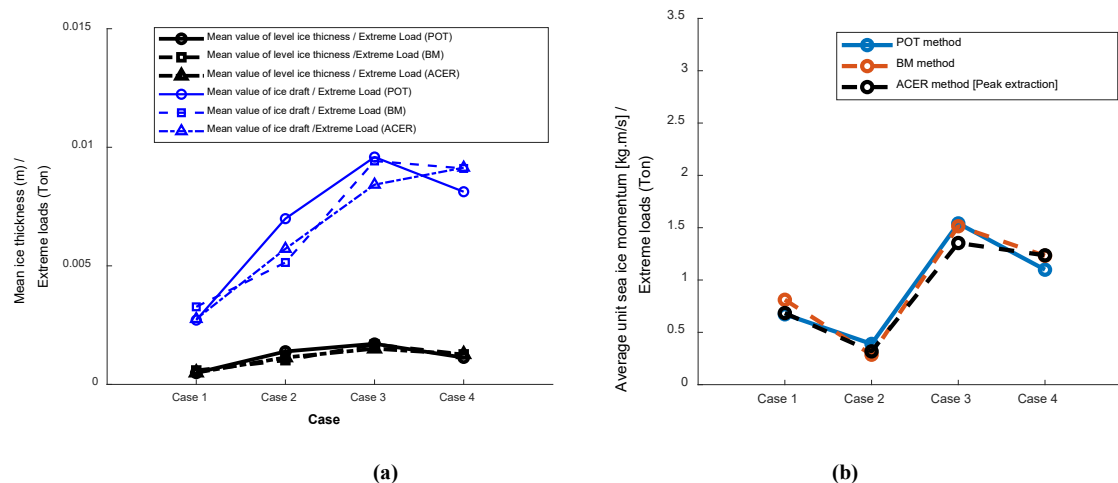 0.015
0.01
0.005
0
Mean ice thickness (m) /
Extreme loads (Ton)
Mean value of level ice thicness / Extreme Load (POT)
Mean value of level ice thicness /Extreme Load (BM)
Mean value of level ice thicness / Extreme Load (ACER)
Mean value of ice draft / Extreme Load (POT)
Mean value of ice draft / Extreme Load (BM)
Mean value of ice draft /Extreme Load (ACER)
Case 1 Case 2 Case 3 Case 4
Case
(a)
3.5
3
2.5
2
1.5
1
0.5
0
Average unit sea ice momentum [kg.m/s] /
Extreme loads (Ton)
POT method
BM method
ACER method [Peak extraction]
Case 1 Case 2 Case 3 Case 4
(b)